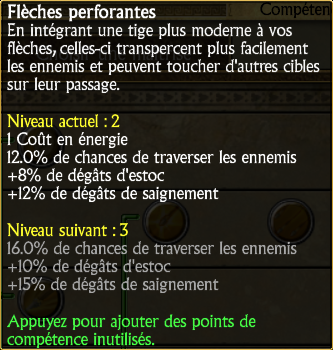 Flèches perforantes
Compéten
En intégrant une tige plus moderne à vos
flèches, celles-ci transpercent plus facilement
les ennemis et peuvent toucher d'autres cibles
sur leur passage.
Niveau actuel : 2
1 Coût en énergie
12.0% de chances de traverser les ennemis
+8% de dégâts d'estoc
+12% de dégâts de saignement
Niveau suivant : 3
16.0% de chances de traverser les ennemis
+10% de dégâts d'estoc
+15% de dégâts de saignement
Appuyez pour ajouter des points de
compétence inutilisés.